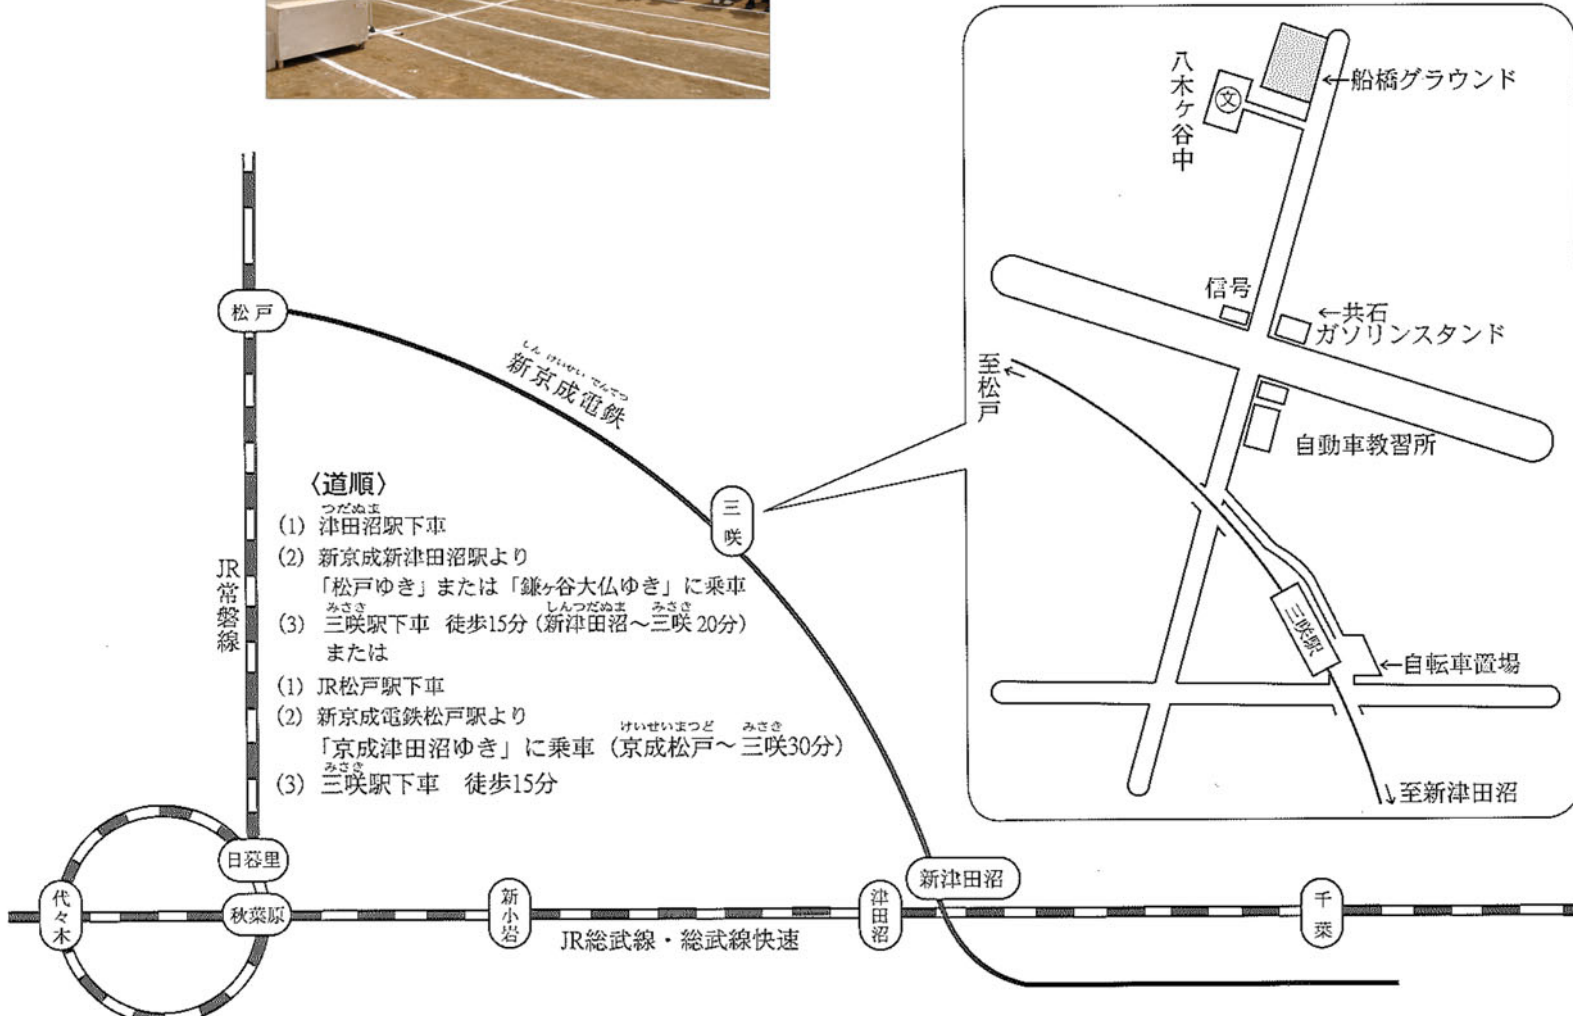 八木ヶ谷中
文
←船橋グラウンド
信号
←共石
ガソリンスタンド
至松戸
←
自動車教習所
三咲駅
←自転車置場
→至新津田沼
松戸
しん けいせい でんてつ
新京成電鉄
三咲
〈道順〉
つだぬま
(1) 津田沼駅下車
(2) 新京成新津田沼駅より
「松戸ゆき」または「鎌ヶ谷大仏ゆき」に乗車
みさき しんつだぬま みさき
(3) 三咲駅下車 徒歩15分（新津田沼～三咲 20分）
または
(1) JR松戸駅下車
(2) 新京成電鉄松戸駅より
けいせいまつど みさき
「京成津田沼ゆき」に乗車（京成松戸～三咲30分）
みさき
(3) 三咲駅下車 徒歩15分
JR常磐線
日暮里
代々木
秋葉原
新小岩
JR総武線・総武線快速
津田沼
新津田沼
千葉